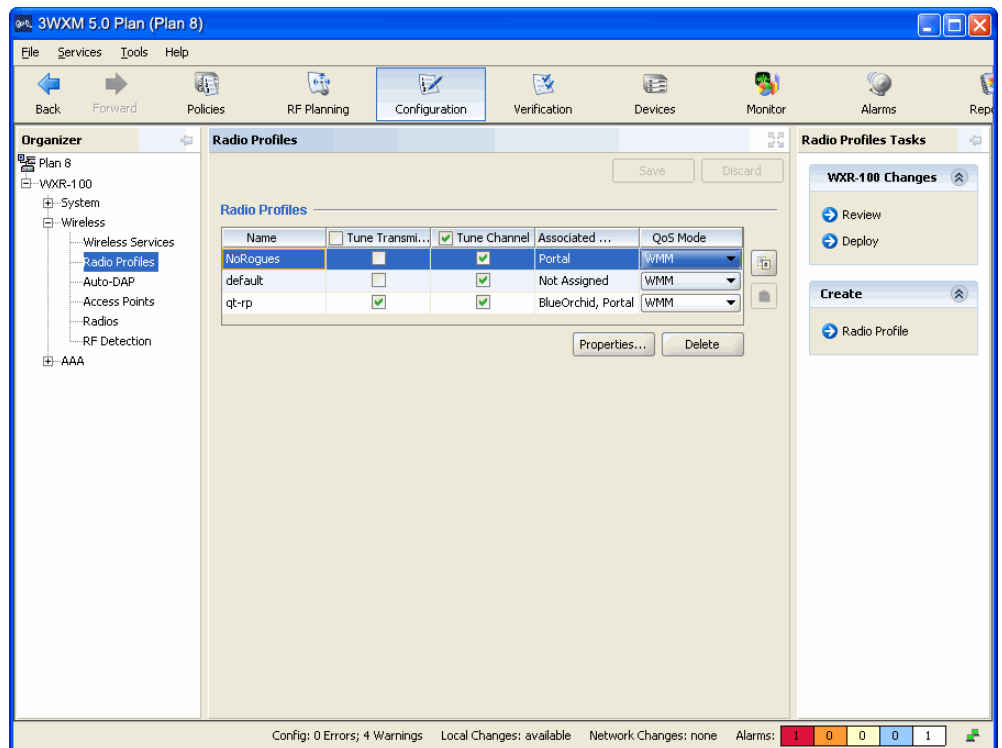 3WXM 5.0 Plan (Plan 8)
File Services Tools Help
Back Forward Policies RF Planning Configuration Verification Devices Monitor Alarms Repo
Organizer
Plan 8
WXR-100
System
Wireless
Wireless Services
Radio Profiles
Auto-DAP
Access Points
Radios
RF Detection
AAA
Radio Profiles
Save Discard
Radio Profiles
Name Tune Transmi... Tune Channel Associated ... QoS Mode
NoRogues Portal WMM
default Not Assigned WMM
qt-rp BlueOrchid, Portal WMM
Properties... Delete
Radio Profiles Tasks
WXR-100 Changes
Review
Deploy
Create
Radio Profile
Config: 0 Errors; 4 Warnings Local Changes: available Network Changes: none Alarms: 1 0 0 0 1